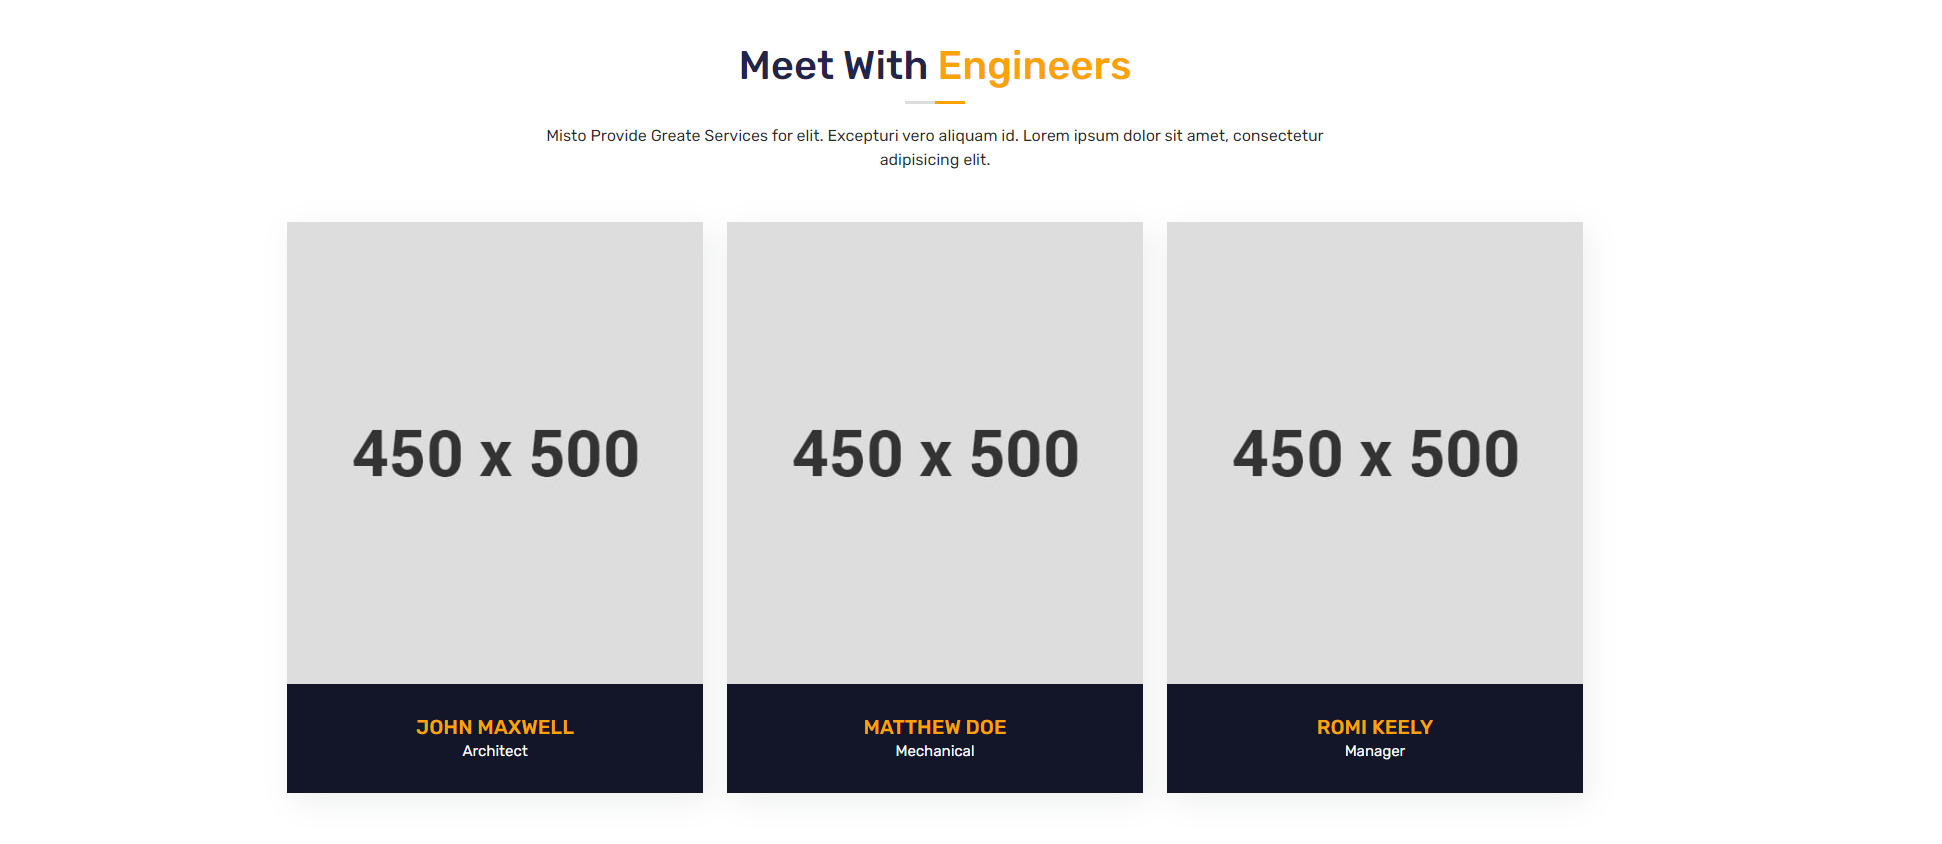 Meet With Engineers
Misto Provide Greate Services for elit. Excepturi vero aliquam id. Lorem ipsum dolor sit amet, consectetur
adipisicing elit.
450 x 500
450 x 500
450 x 500
JOHN MAXWELL
Architect
MATTHEW DOE
Mechanical
ROMI KEELY
Manager